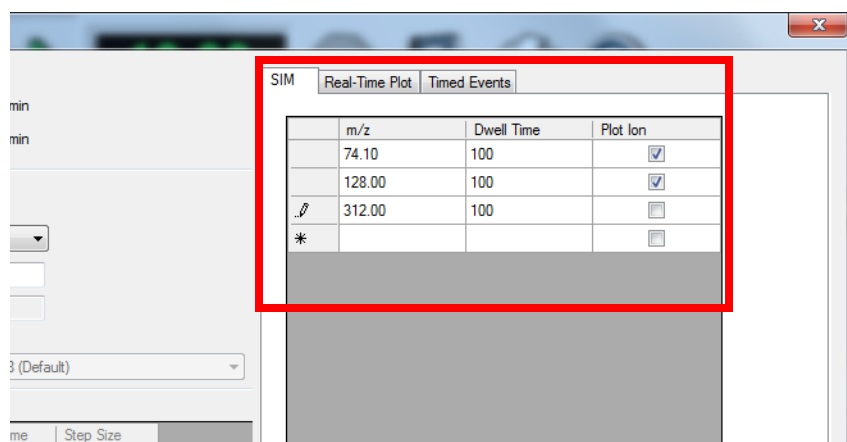 SIM Real-Time Plot Timed Events
min
min
m/z Dwell Time Plot Ion
74.10 100
128.00 100
312.00 100
*
(Default)
me Step Size